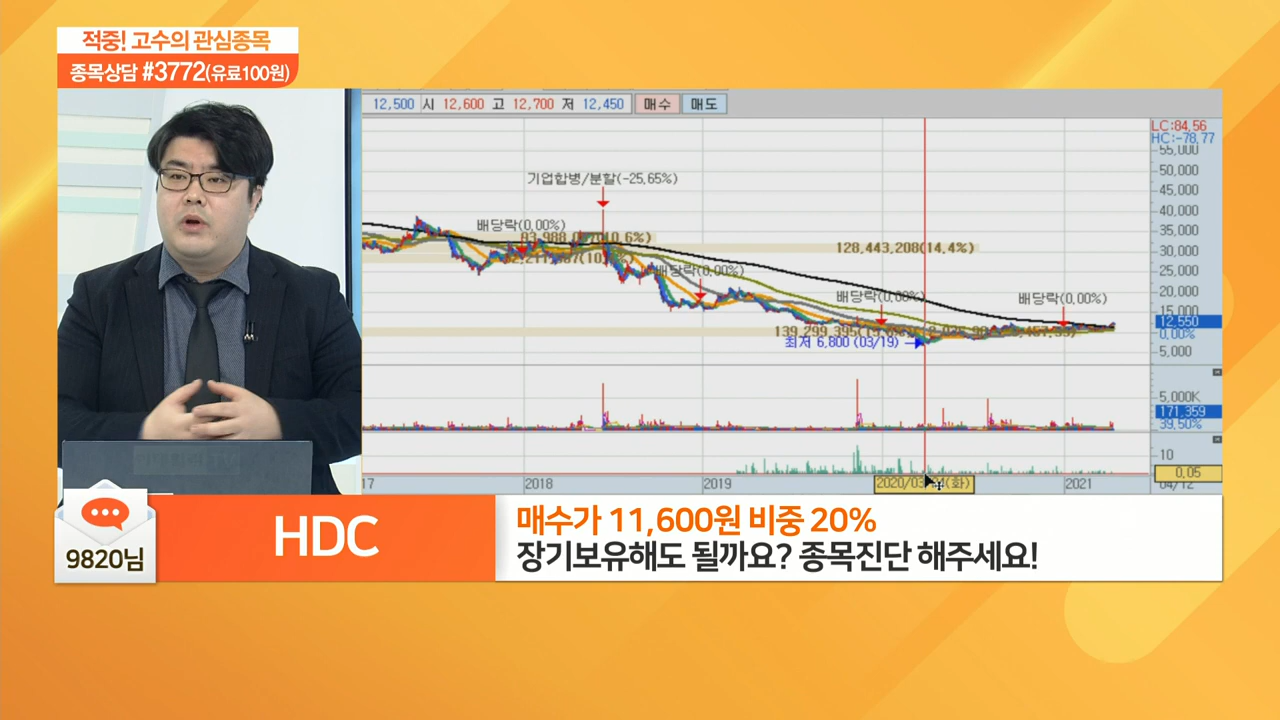 적중! 고수의 관심종목
종목상담 #3772(유료100원)
12,500 시 12,600 고 12,700 저 12,450 매수 매도
LC:84,56
HC:-78,77
55,000
50,000
45,000
40,000
35,000
30,000
25,000
20,000
15,000
12,550
0,00%
5,000
기업합병/분할(-25,65%)
배당락(0,00%)
128,443,208(14,4%)
배당락(0,00%)
배당락(0,00%)
배당락(0,00%)
최저 6,800 (03/19)
5,000K
171,359
39,50%
10
0,05
17
2018
2019
2021
04/12
9820님
HDC
매수가 11,600원 비중 20%
장기보유해도 될까요? 종목진단 해주세요!